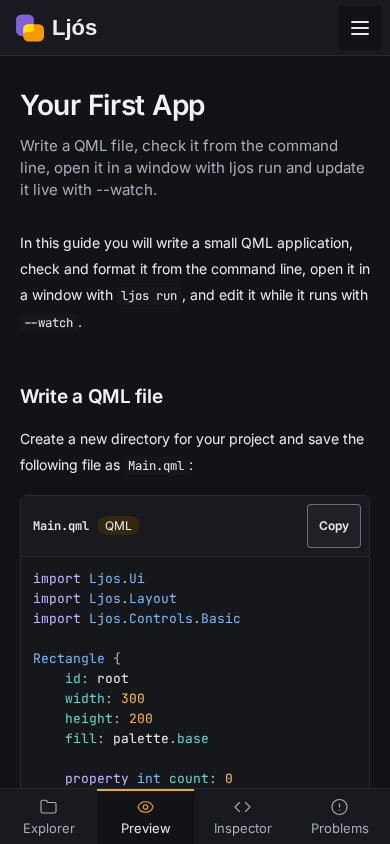 Ljós
Your First App
Write a QML file, check it from the command
line, open it in a window with ljos run and update
it live with --watch.
In this guide you will write a small QML application,
check and format it from the command line, open it in
a window with ljos run, and edit it while it runs with
--watch.
Write a QML file
Create a new directory for your project and save the
following file as Main.qml:
Main.qml QML Copy
import Ljos.Ui
import Ljos.Layout
import Ljos.Controls.Basic
Rectangle {
    id: root
    width: 300
    height: 200
    fill: palette.base
    property int count: 0
Explorer Preview Inspector Problems